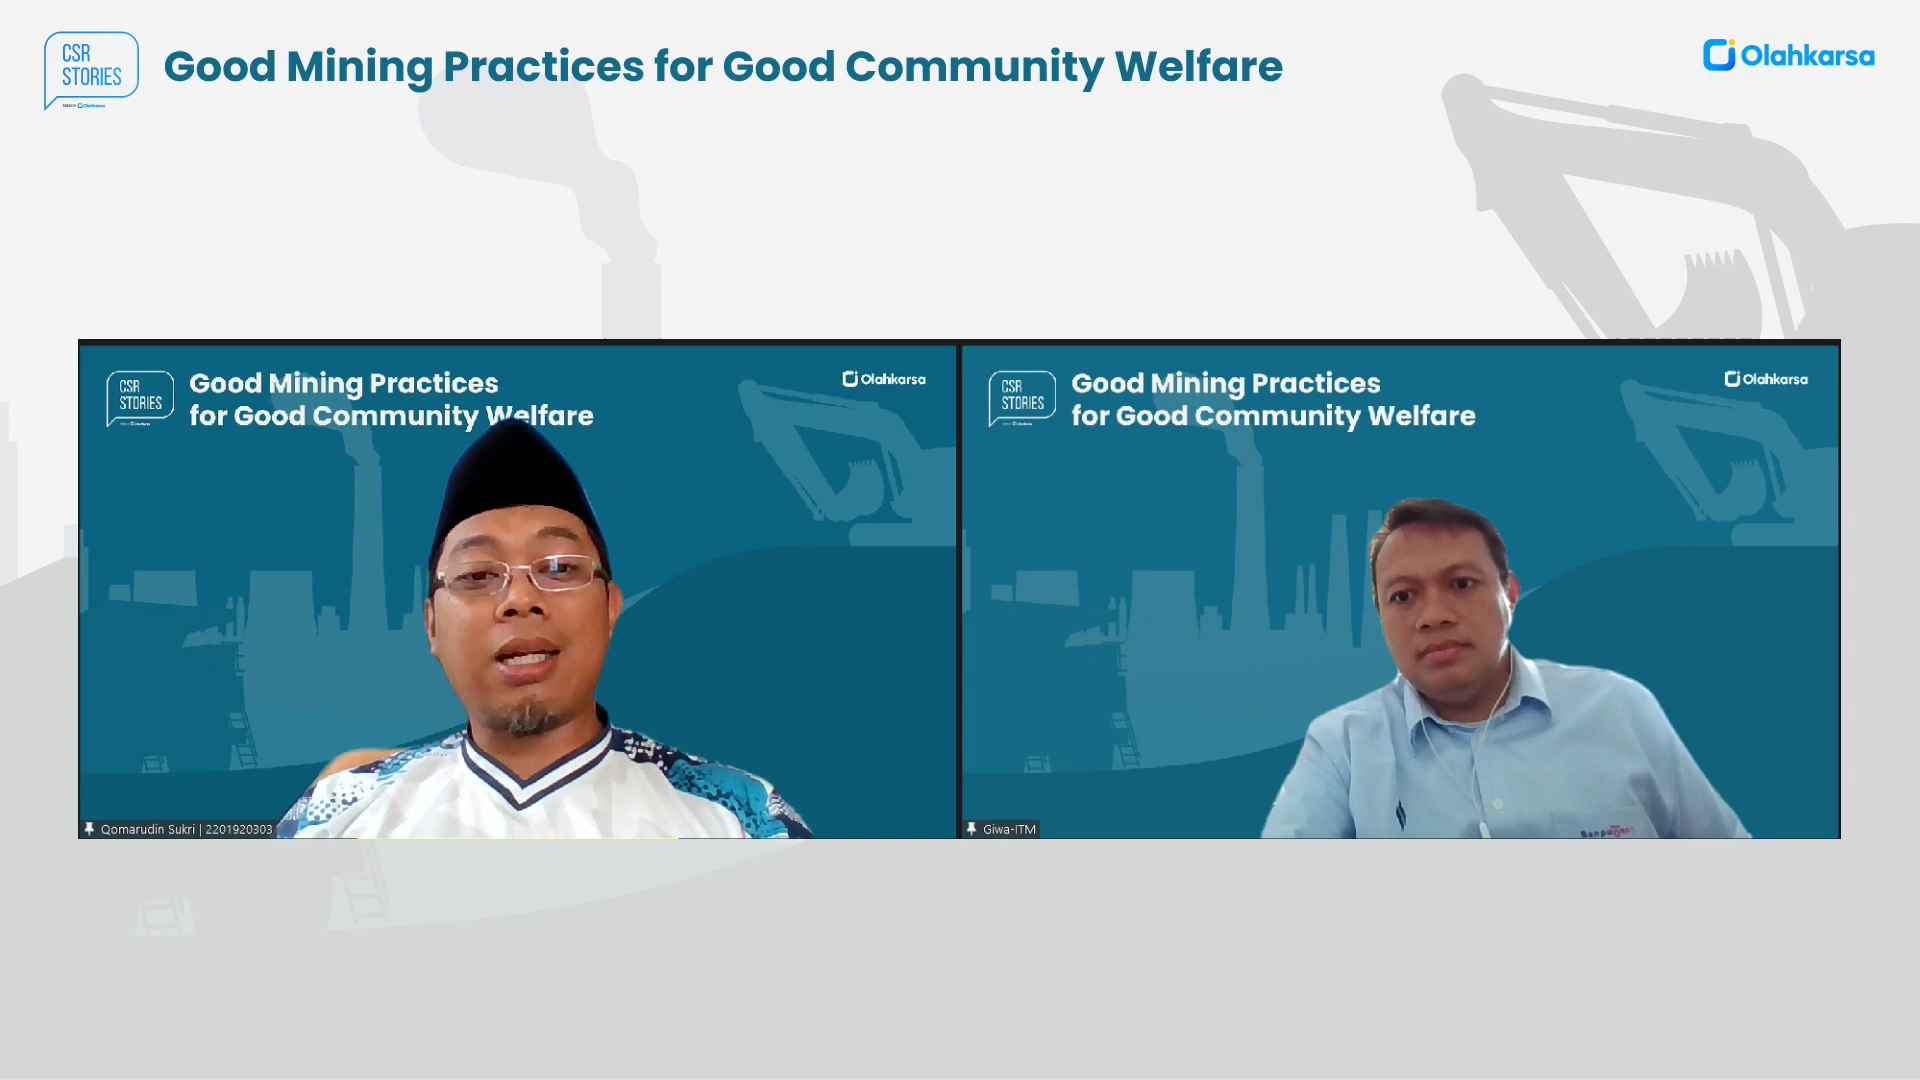 CSR
STORIES
Good Mining Practices for Good Community Welfare
Olahkarsa
CSR
STORIES
Good Mining Practices
for Good Community Welfare
Olahkarsa
Qomarudin Sukri | 2201920303
CSR
STORIES
Good Mining Practices
for Good Community Welfare
Olahkarsa
Giwa-ITM